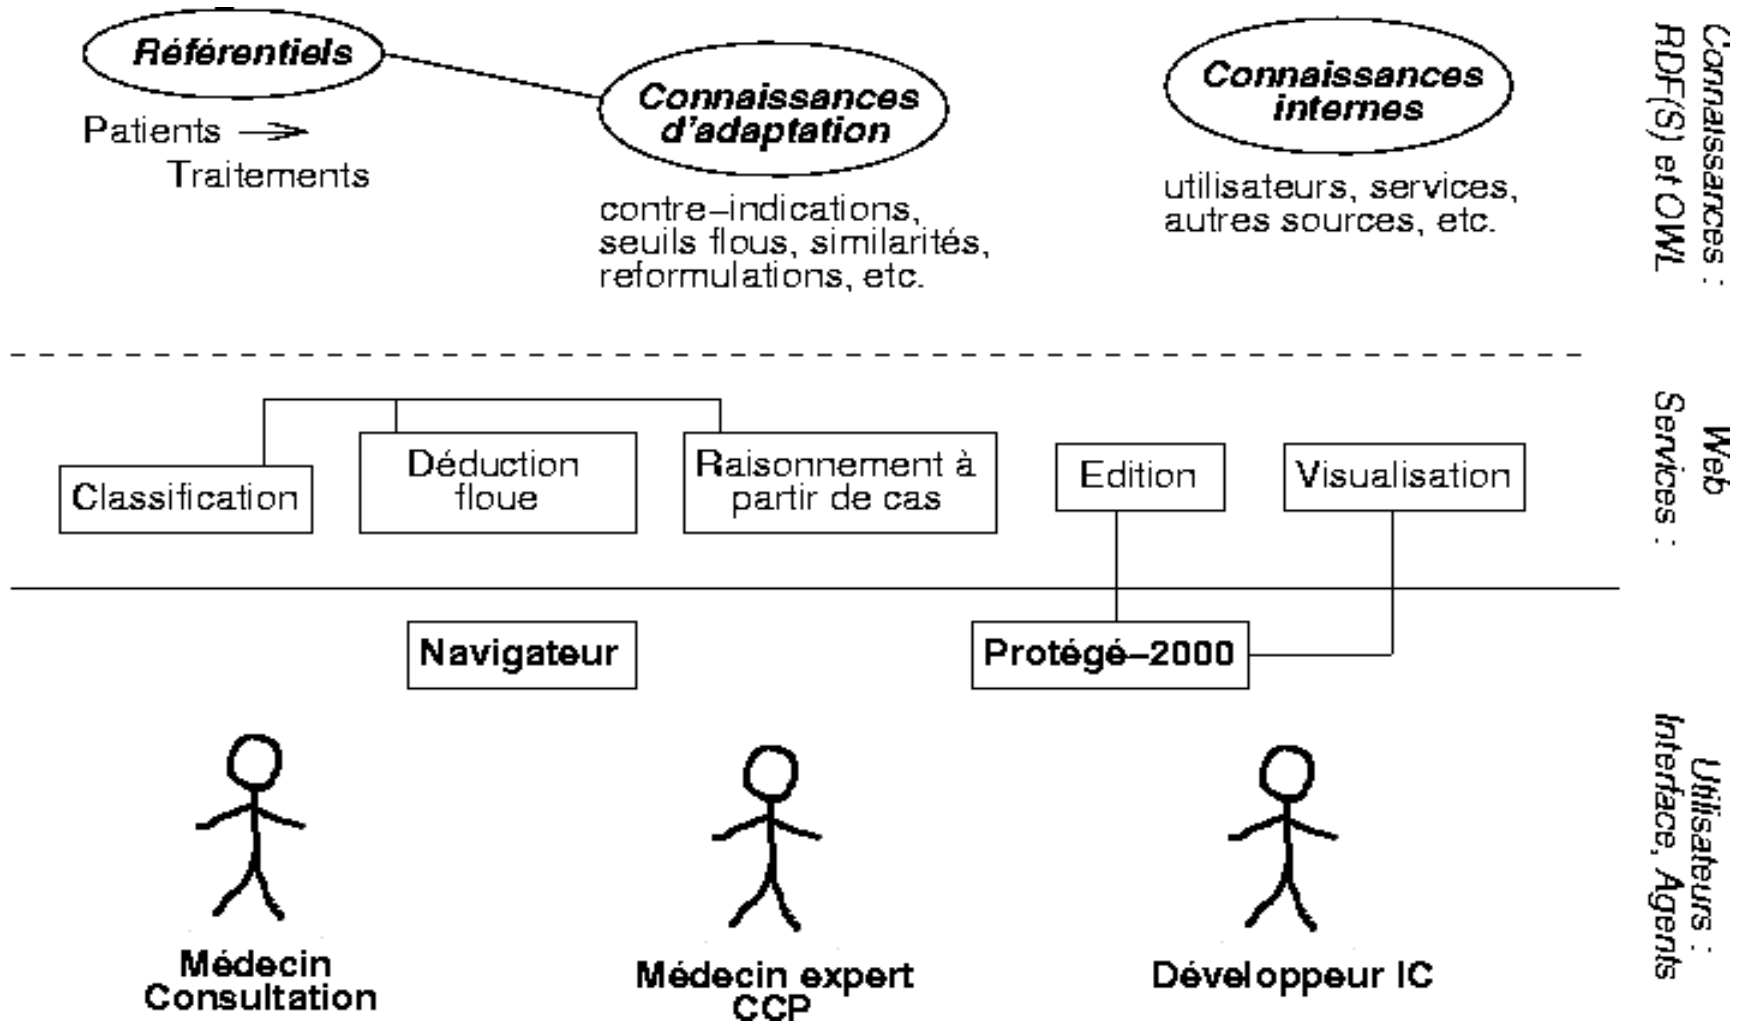 Référentiels
Patients
Traitements
Connaissances
d'adaptation
contre–indications,
seuils flous, similarités,
reformulations, etc.
Connaissances
internes
utilisateurs, services,
autres sources, etc.
Connaissances :
RDF(S) et OWL
Classification
Déduction
floue
Raisonnement à
partir de cas
Edition
Visualisation
Web
Services :
Navigateur
Protégé–2000
Médecin
Consultation
Médecin expert
CCP
Développeur IC
Utilisateurs :
Interface, Agents